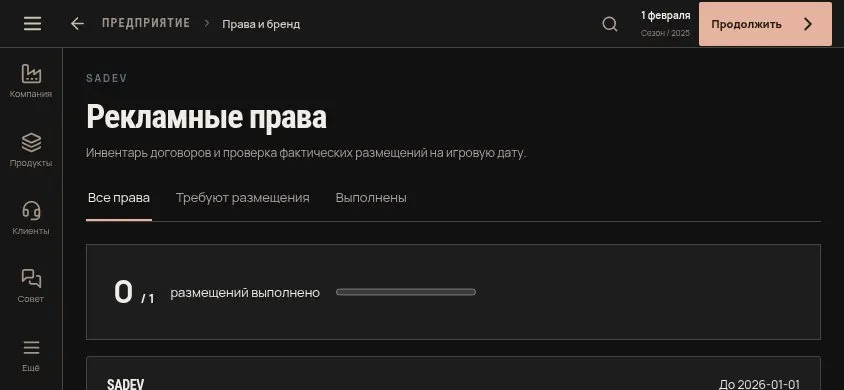 ПРЕДПРИЯТИЕ
Права и бренд
1 февраля
Сезон / 2025
Продолжить
Компания
Продукты
Клиенты
Совет
Ещё
SADEV
Рекламные права
Инвентарь договоров и проверка фактических размещений на игровую дату.
Все права
Требуют размещения
Выполнены
0 / 1 размещений выполнено
SADEV
До 2026-01-01